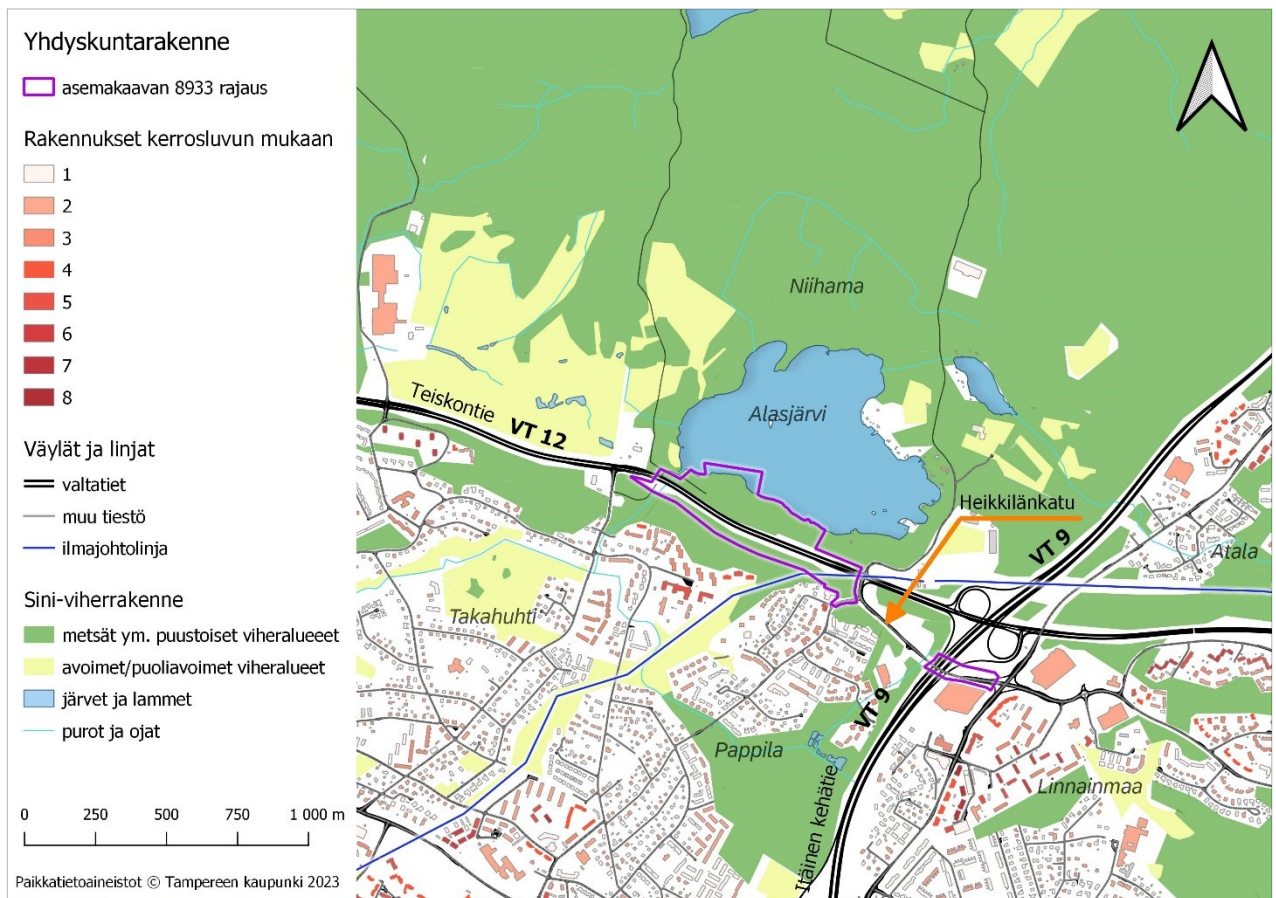 Yhdyskuntarakenne
asemakaavan 8933 rajaus
Rakennukset kerrosluvun mukaan
1
2
3
4
5
6
7
8
Väylät ja linjat
valtatiet
muu tiestö
ilmajohtolinja
Sini-viherrakenne
metsät ym. puustoiset viheralueeet
avoimet/puoliavoimet viheralueet
järvet ja lammet
purot ja ojat
0 250 500 750 1 000 m
Paikkatietoaineistot © Tampereen kaupunki 2023
Niihama
Teiskontie
VT 12
Alasjärvi
Heikkilänkatu
VT 9
Atala
Takahuhti
VT 9
Pappila
Linnainmaa
Itäinen kehätie